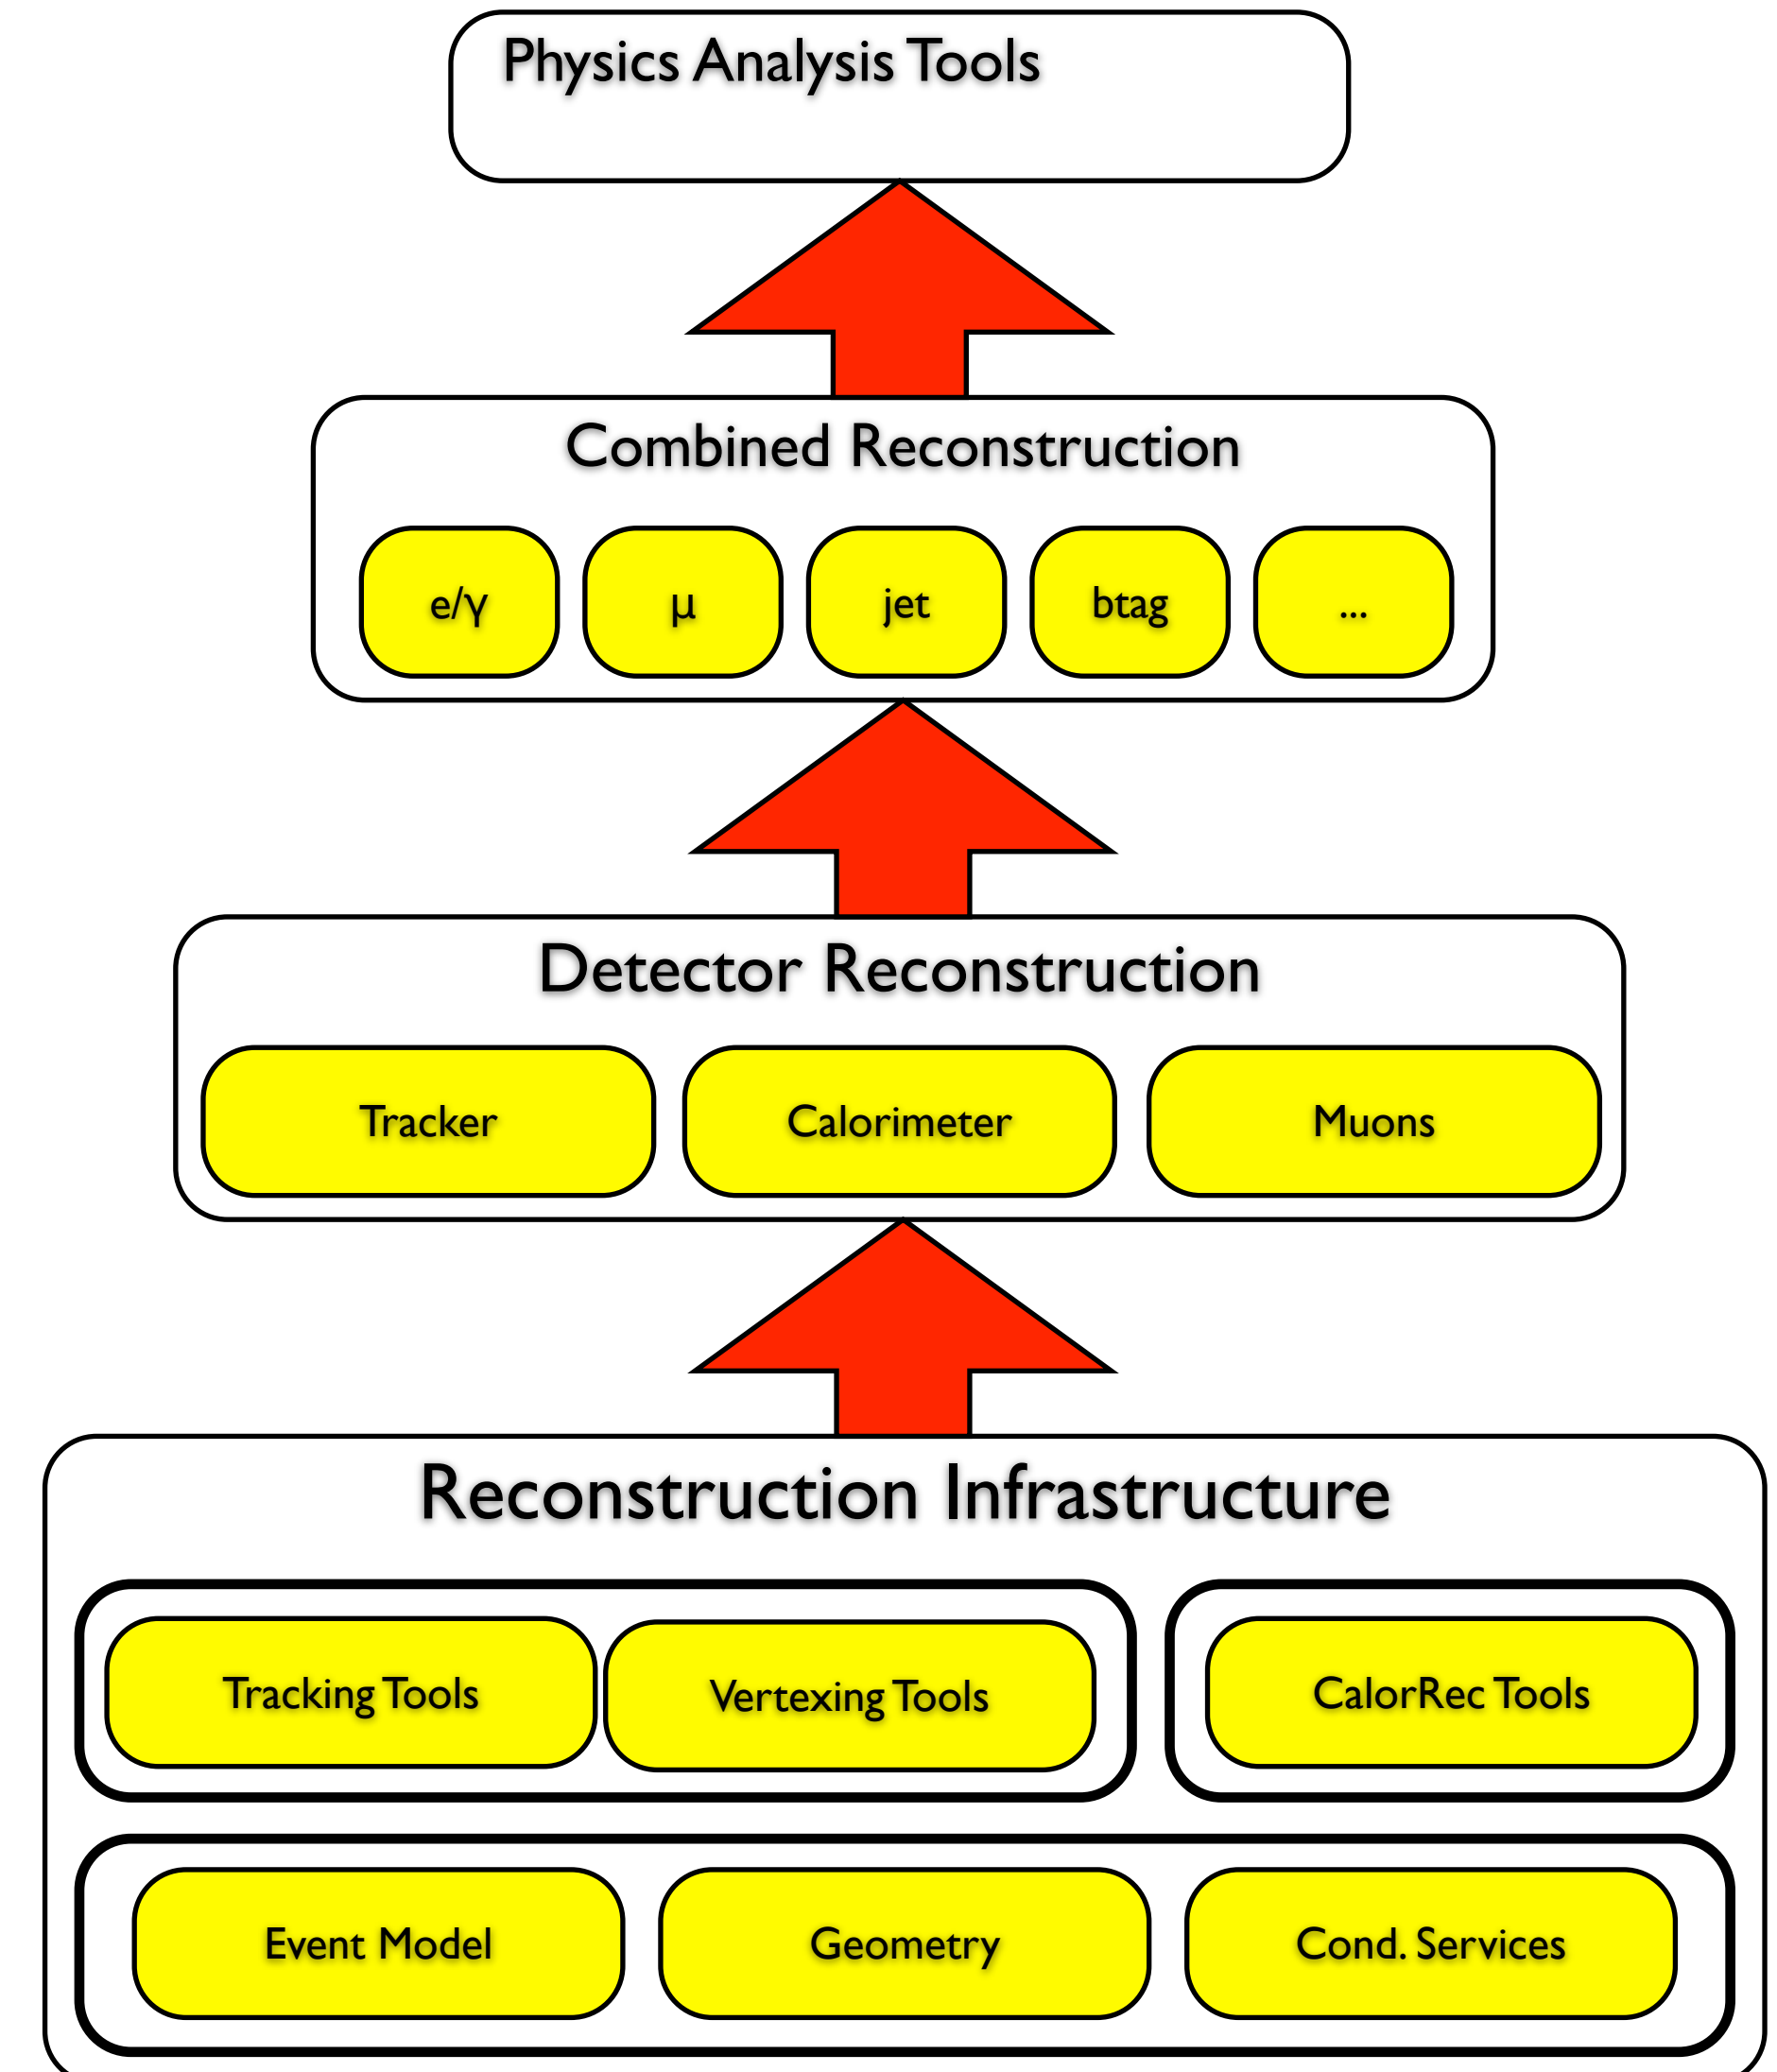 Physics Analysis Tools
Combined Reconstruction
e/γ
μ
jet
btag
...
Detector Reconstruction
Tracker
Calorimeter
Muons
Reconstruction Infrastructure
Tracking Tools
Vertexing Tools
CalorRec Tools
Event Model
Geometry
Cond. Services